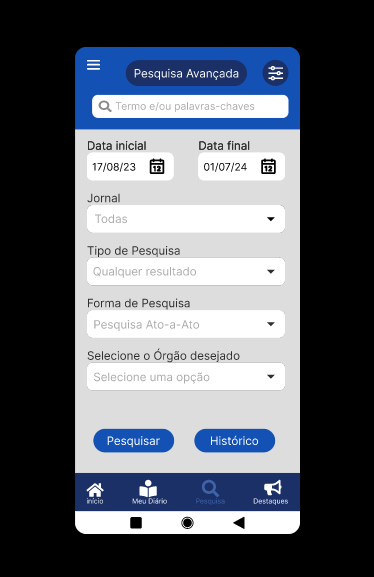 Pesquisa Avançada
Termo e/ou palavras-chaves
Data inicial Data final
17/08/23 01/07/24
Jornal
Todas
Tipo de Pesquisa
Qualquer resultado
Forma de Pesquisa
Pesquisa Ato-a-Ato
Selecione o Órgão desejado
Selecione uma opção
Pesquisar Histórico
início Meu Diário Pesquisa Destaques